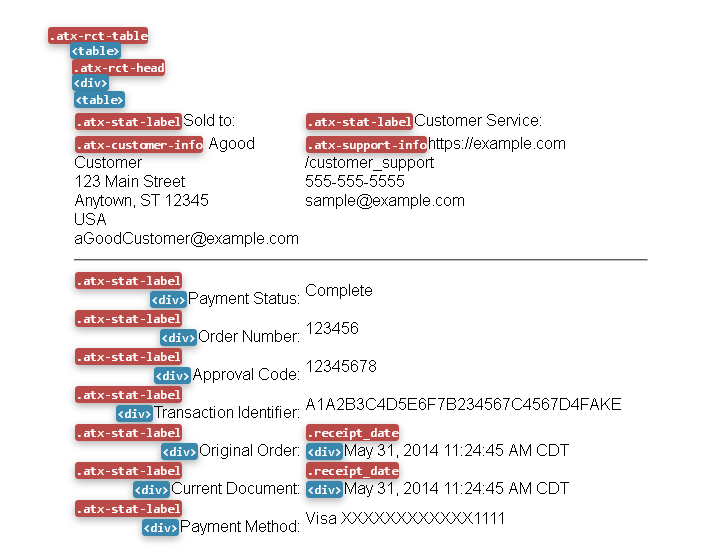 .atx-rct-table
<table>
.atx-rct-head
<div>
<table>
.atx-stat-label Sold to:
.atx-customer-info Agood
Customer
123 Main Street
Anytown, ST 12345
USA
aGoodCustomer@example.com
.atx-stat-label Customer Service:
.atx-support-info https://example.com
/customer_support
555-555-5555
sample@example.com
.atx-stat-label
<div> Payment Status: Complete
.atx-stat-label
<div> Order Number: 123456
.atx-stat-label
<div> Approval Code: 12345678
.atx-stat-label
<div> Transaction Identifier: A1A2B3C4D5E6F7B234567C4567D4FAKE
.atx-stat-label .receipt_date
<div> Original Order: <div> May 31, 2014 11:24:45 AM CDT
.atx-stat-label .receipt_date
<div> Current Document: <div> May 31, 2014 11:24:45 AM CDT
.atx-stat-label
<div> Payment Method: Visa XXXXXXXXXXXX1111